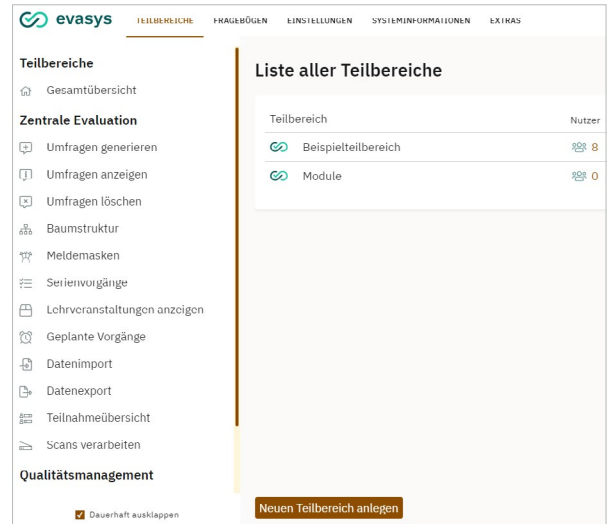 evasys
TEILBEREICHE FRAGEBÖGEN EINSTELLUNGEN SYSTEMINFORMATIONEN EXTRAS
Teilbereiche
Gesamtübersicht
Zentrale Evaluation
Umfragen generieren
Umfragen anzeigen
Umfragen löschen
Baumstruktur
Meldemasken
Serienvorgänge
Lehrveranstaltungen anzeigen
Geplante Vorgänge
Datenimport
Datenexport
Teilnahmeübersicht
Scans verarbeiten
Qualitätsmanagement
Dauerhaft ausklappen
Liste aller Teilbereiche
Teilbereich Nutzer
Beispielteilbereich 8
Module 0
Neuen Teilbereich anlegen